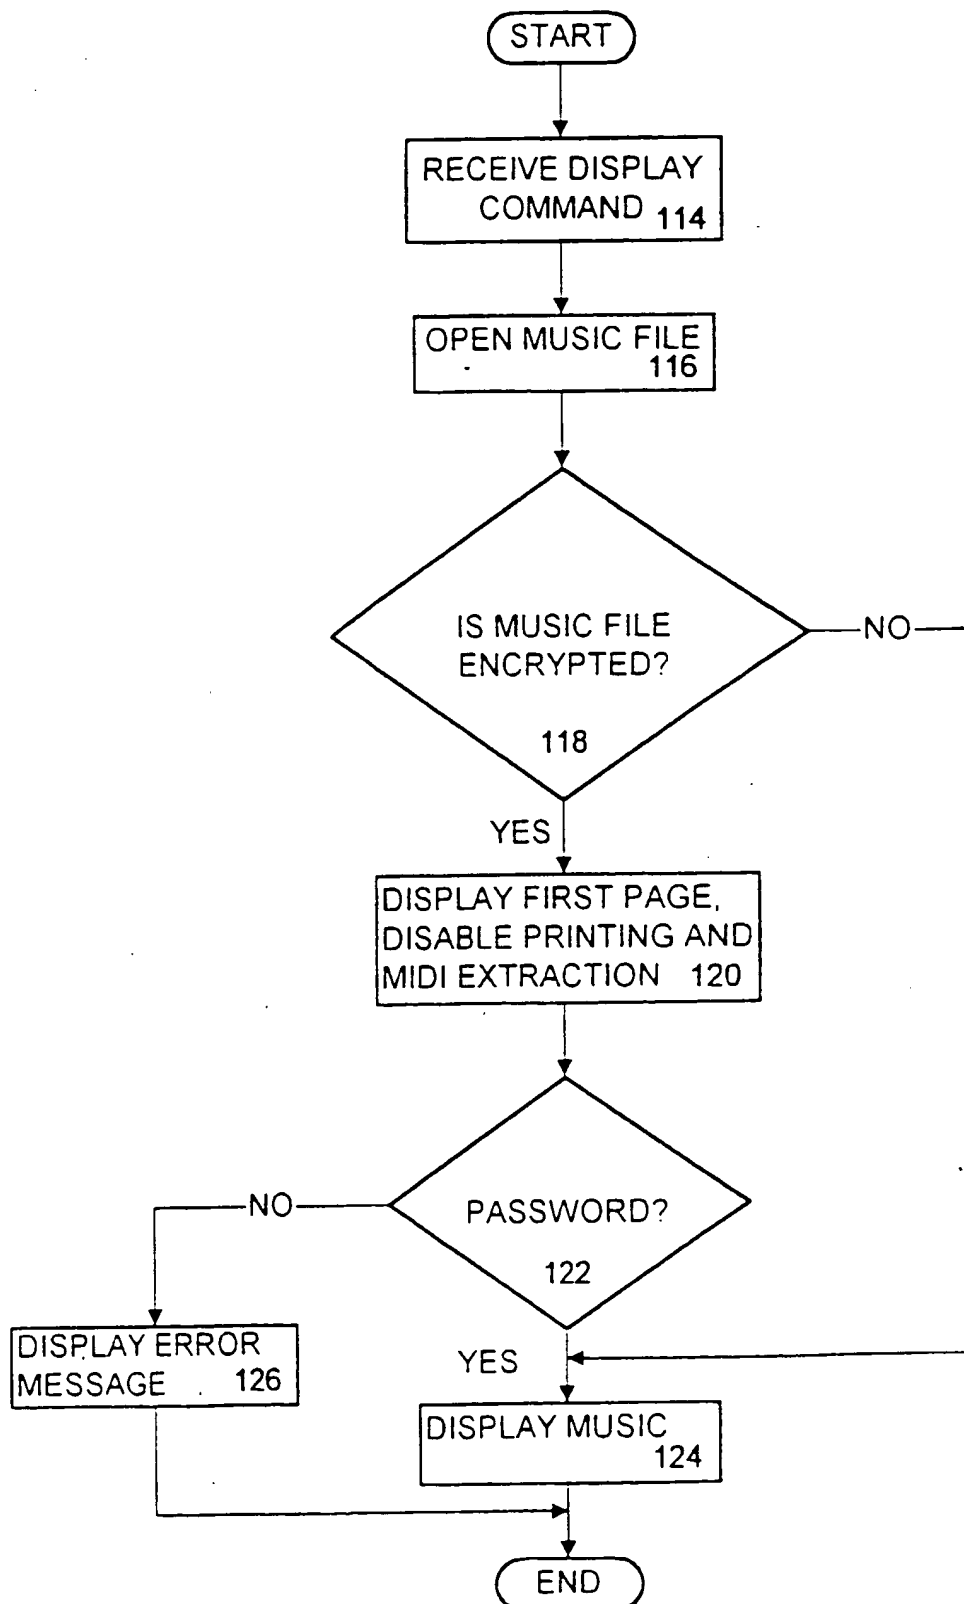 START
RECEIVE DISPLAY
COMMAND 114
OPEN MUSIC FILE
116
IS MUSIC FILE
ENCRYPTED?
118
NO
YES
DISPLAY FIRST PAGE,
DISABLE PRINTING AND
MIDI EXTRACTION 120
PASSWORD?
122
NO
DISPLAY ERROR
MESSAGE 126
YES
DISPLAY MUSIC
124
END